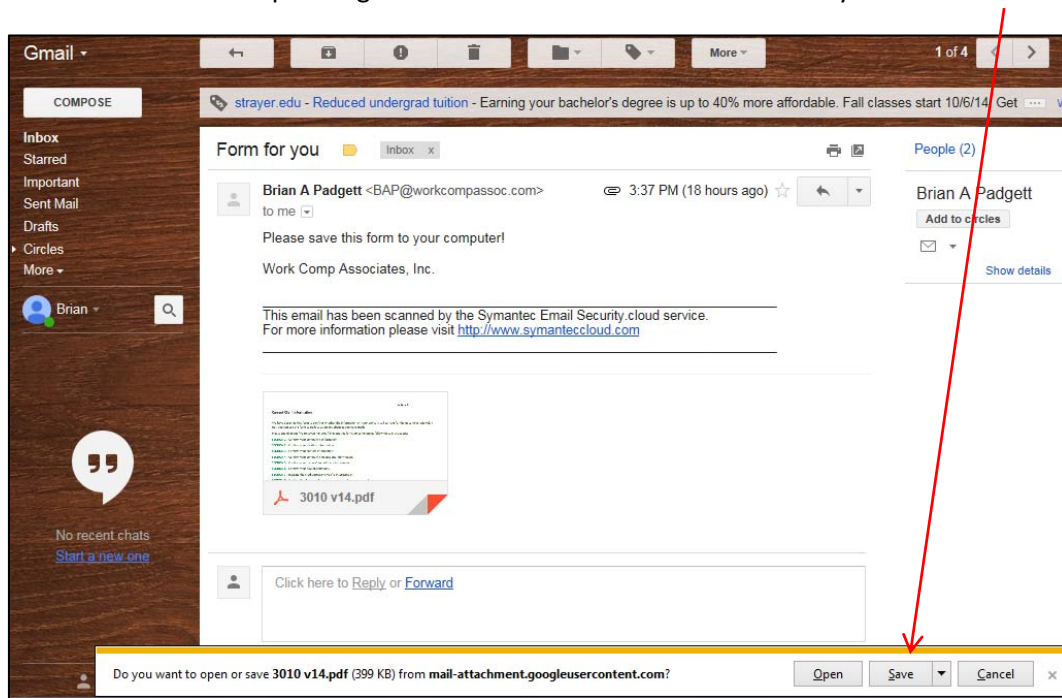 Gmail
More
1 of 4
COMPOSE
strayer.edu - Reduced undergrad tuition - Earning your bachelor's degree is up to 40% more affordable. Fall classes start 10/6/14. Get ...
Inbox
Starred
Important
Sent Mail
Drafts
Circles
More
Brian
No recent chats
Start a new one
Form for you
Inbox x
Brian A Padgett <BAP@workcompassoc.com>
3:37 PM (18 hours ago)
to me
Please save this form to your computer!
Work Comp Associates, Inc.
This email has been scanned by the Symantec Email Security.cloud service.
For more information please visit http://www.symanteccloud.com
3010 v14.pdf
Click here to Reply or Forward
People (2)
Brian A Padgett
Add to circles
Show details
Do you want to open or save 3010 v14.pdf (399 KB) from mail-attachment.googleusercontent.com?
Open
Save
Cancel
x